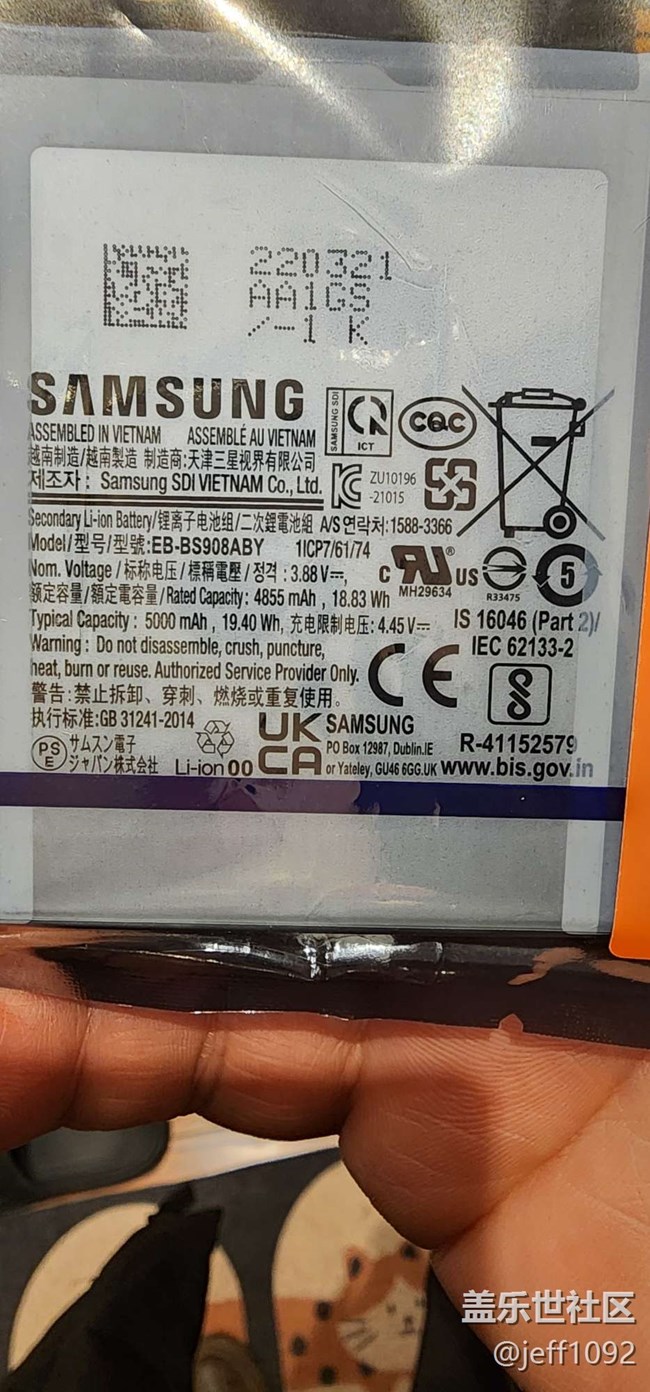 220321
AA1GS
/-1 K
SAMSUNG
SAMSUNG SDI
ICT
CQC
ASSEMBLED IN VIETNAM ASSEMBLÉ AU VIETNAM
越南制造/越南製造 制造商:天津三星视界有限公司
제조자: Samsung SDI VIETNAM Co., Ltd.
ZU10196
-21015
Secondary Li-ion Battery/锂离子电池组/二次鋰電池組 A/S연락처:1588-3366
Model/型号/型號:EB-BS908ABY 1ICP7/61/74
Nom. Voltage/标称电压/標稱電壓/정격: 3.88V⎓,
C RU® US
MH29634
R33475
5
额定容量/額定電容量/Rated Capacity: 4855 mAh, 18.83 Wh
Typical Capacity: 5000 mAh, 19.40 Wh, 充电限制电压: 4.45V⎓
IS 16046 (Part 2)/
IEC 62133-2
Warning: Do not disassemble, crush, puncture,
heat, burn or reuse. Authorized Service Provider Only.
CE
警告:禁止拆卸、穿刺、燃烧或重复使用。
执行标准:GB 31241-2014
PSE
サムスン電子
ジャパン株式会社
Li-ion 00
UKCA
SAMSUNG
PO Box 12987, Dublin.IE
or Yateley, GU46 6GG.UK
R-41152579
www.bis.gov.in
盖乐世社区
@jeff1092